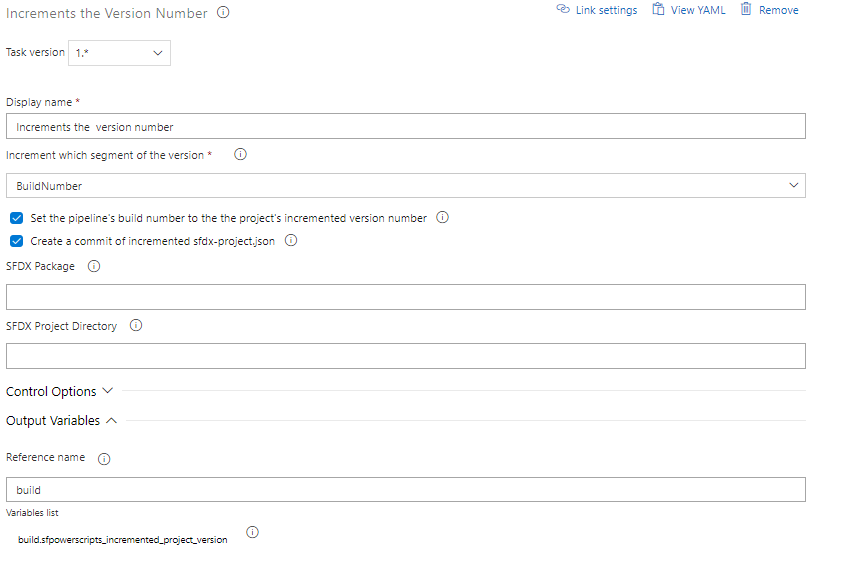 Increments the Version Number
Link settings View YAML Remove
Task version 1.*
Display name *
Increments the version number
Increment which segment of the version *
BuildNumber
Set the pipeline's build number to the the project's incremented version number
Create a commit of incremented sfdx-project.json
SFDX Package
SFDX Project Directory
Control Options
Output Variables
Reference name
build
Variables list
build.sfpowerscripts_incremented_project_version